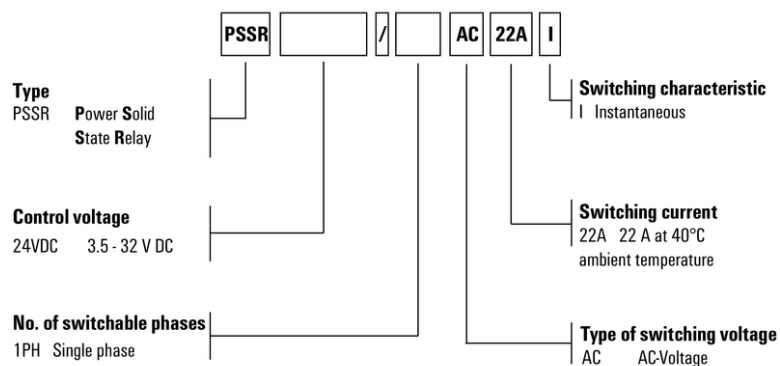 PSSR / AC 22A I
Type
PSSR Power Solid
State Relay
Control voltage
24VDC 3.5 - 32 V DC
No. of switchable phases
1PH Single phase
Switching characteristic
I Instantaneous
Switching current
22A 22 A at 40°C
ambient temperature
Type of switching voltage
AC AC-Voltage